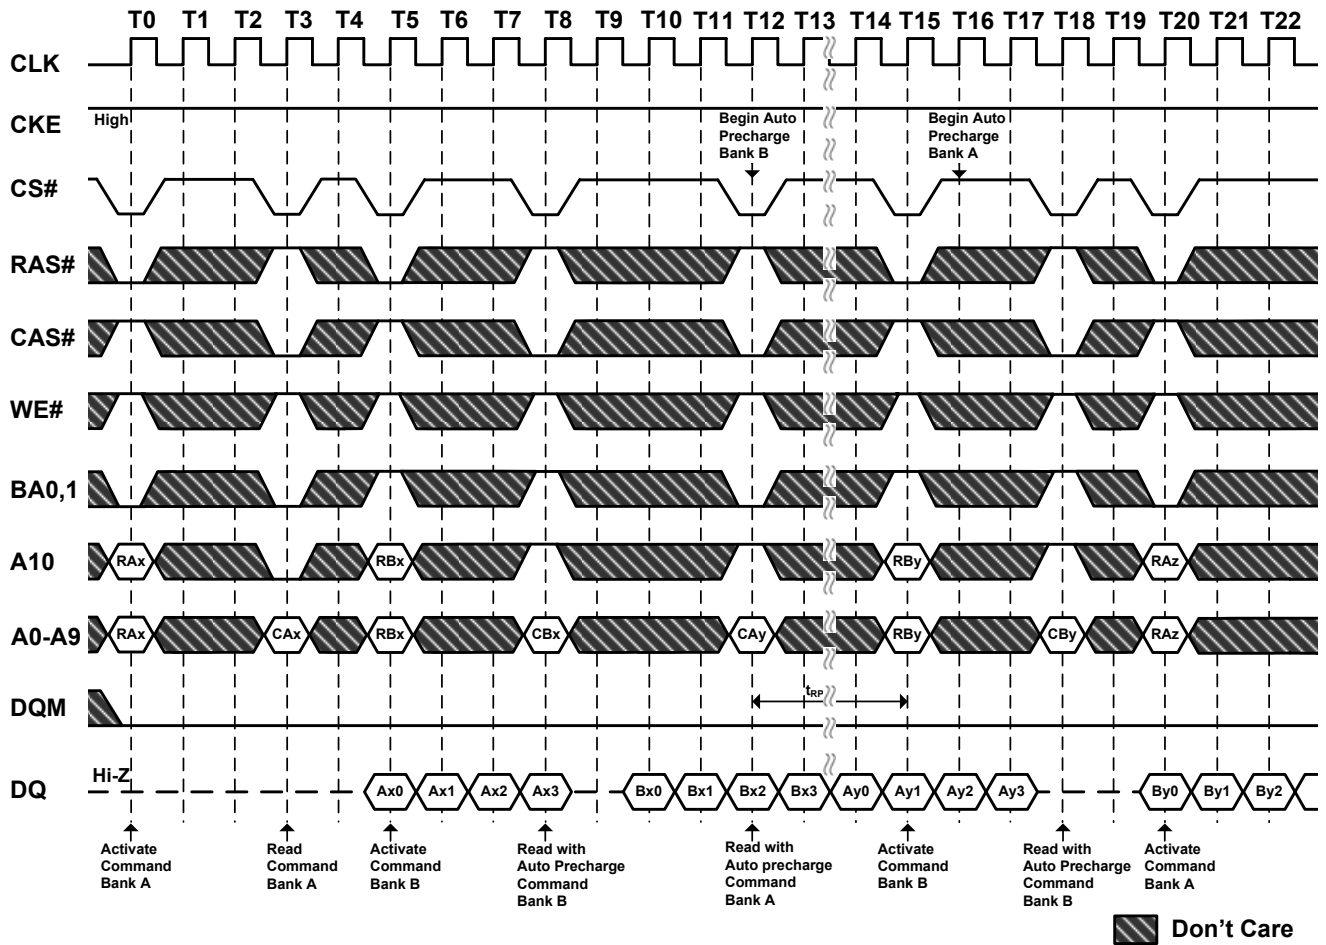 T0 T1 T2 T3 T4 T5 T6 T7 T8 T9 T10 T11 T12 T13 T14 T15 T16 T17 T18 T19 T20 T21 T22
CLK
CKE
High
Begin Auto
Precharge
Bank B
Begin Auto
Precharge
Bank A
CS#
RAS#
CAS#
WE#
BA0,1
A10
RAx
RBx
RBy
RAz
A0-A9
RAx
CAx
RBx
CBx
CAy
RBy
CBy
RAz
DQM
tRP
DQ
Hi-Z
Ax0
Ax1
Ax2
Ax3
Bx0
Bx1
Bx2
Bx3
Ay0
Ay1
Ay2
Ay3
By0
By1
By2
Activate
Command
Bank A
Read
Command
Bank A
Activate
Command
Bank B
Read with
Auto Precharge
Command
Bank B
Read with
Auto precharge
Command
Bank A
Activate
Command
Bank B
Read with
Auto Precharge
Command
Bank B
Activate
Command
Bank A
Don't Care